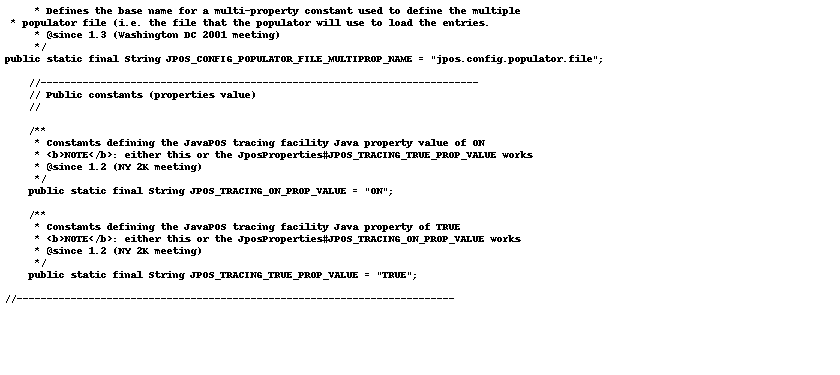 * Defines the base name for a multi-property constant used to define the multiple
* populator file (i.e. the file that the populator will use to load the entries.
* @since 1.3 (Washington DC 2001 meeting)
*/
public static final String JPOS_CONFIG_POPULATOR_FILE_MULTIPROP_NAME = "jpos.config.populator.file";
//-------------------------------------------------------------------------
// Public constants (properties value)
//
/**
* Constants defining the JavaPOS tracing facility Java property value of ON
* <b>NOTE</b>: either this or the JposProperties#JPOS_TRACING_TRUE_PROP_VALUE works
* @since 1.2 (NY 2K meeting)
*/
public static final String JPOS_TRACING_ON_PROP_VALUE = "ON";
/**
* Constants defining the JavaPOS tracing facility Java property of TRUE
* <b>NOTE</b>: either this or the JposProperties#JPOS_TRACING_ON_PROP_VALUE works
* @since 1.2 (NY 2K meeting)
*/
public static final String JPOS_TRACING_TRUE_PROP_VALUE = "TRUE";
//-------------------------------------------------------------------------